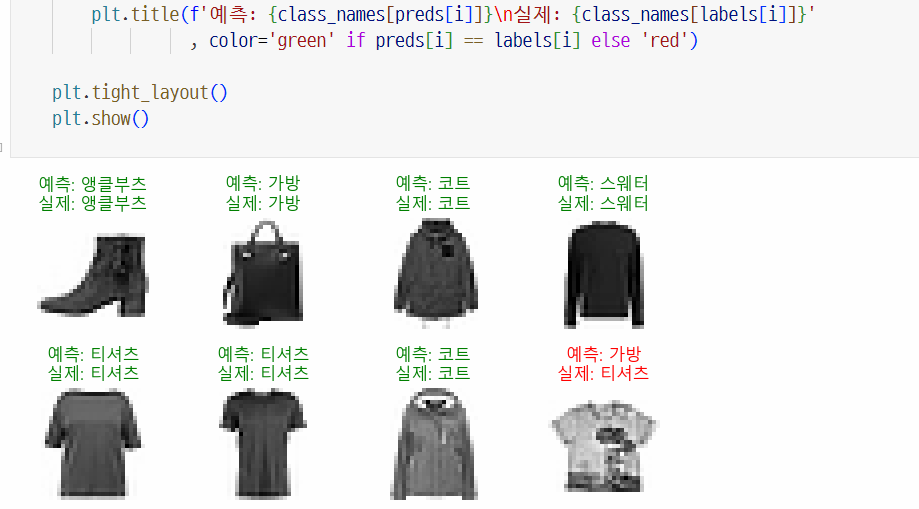 plt.title(f'예측: {class_names[preds[i]]}\n실제: {class_names[labels[i]]}'
, color='green' if preds[i] == labels[i] else 'red')
plt.tight_layout()
plt.show()
예측: 앵클부츠 예측: 가방 예측: 코트 예측: 스웨터
실제: 앵클부츠 실제: 가방 실제: 코트 실제: 스웨터
예측: 티셔츠 예측: 티셔츠 예측: 코트 예측: 가방
실제: 티셔츠 실제: 티셔츠 실제: 코트 실제: 티셔츠